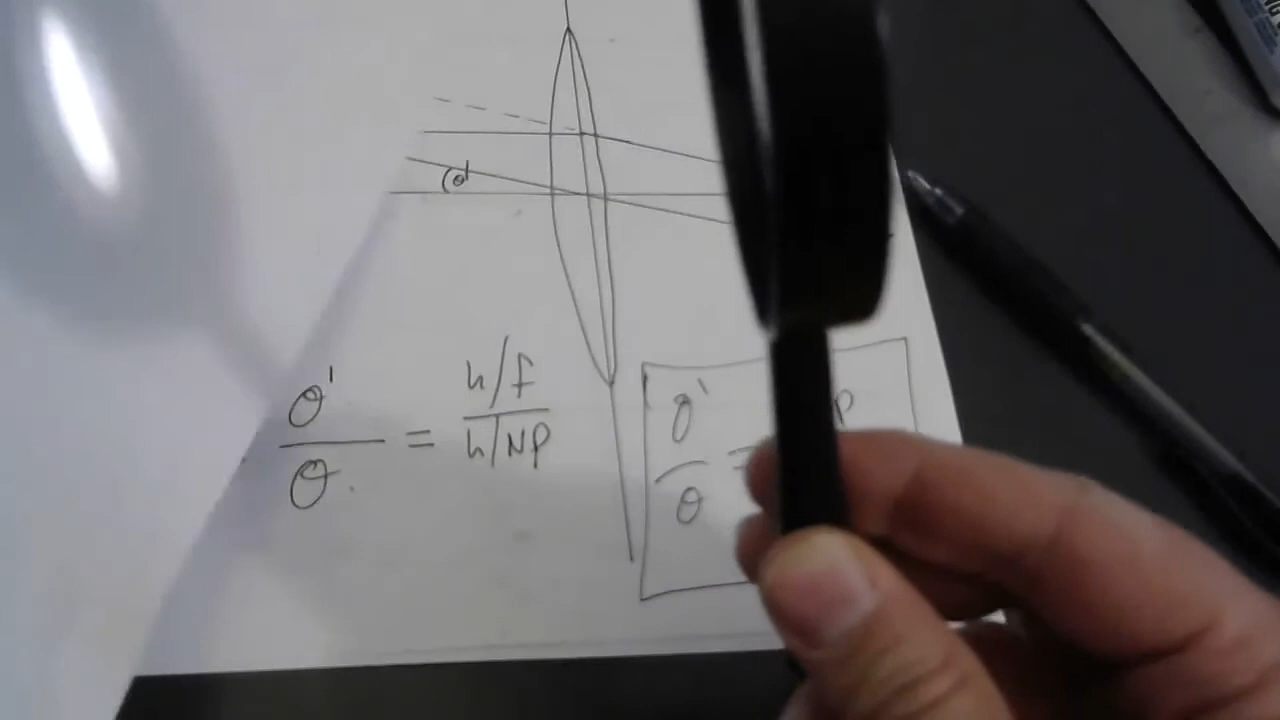 θ'
θ'/θ = (h/f)/(h/NP)
θ'/θ = P